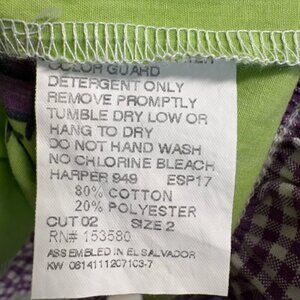 COLOR GUARD
DETERGENT ONLY
REMOVE PROMPTLY
TUMBLE DRY LOW OR
HANG TO DRY
DO NOT HAND WASH
NO CHLORINE BLEACH
HARPER 949 ESP17
80% COTTON
20% POLYESTER
CUT 02 SIZE 2
RN# 153580
ASSEMBLED IN EL SALVADOR
KW 081411207103-7